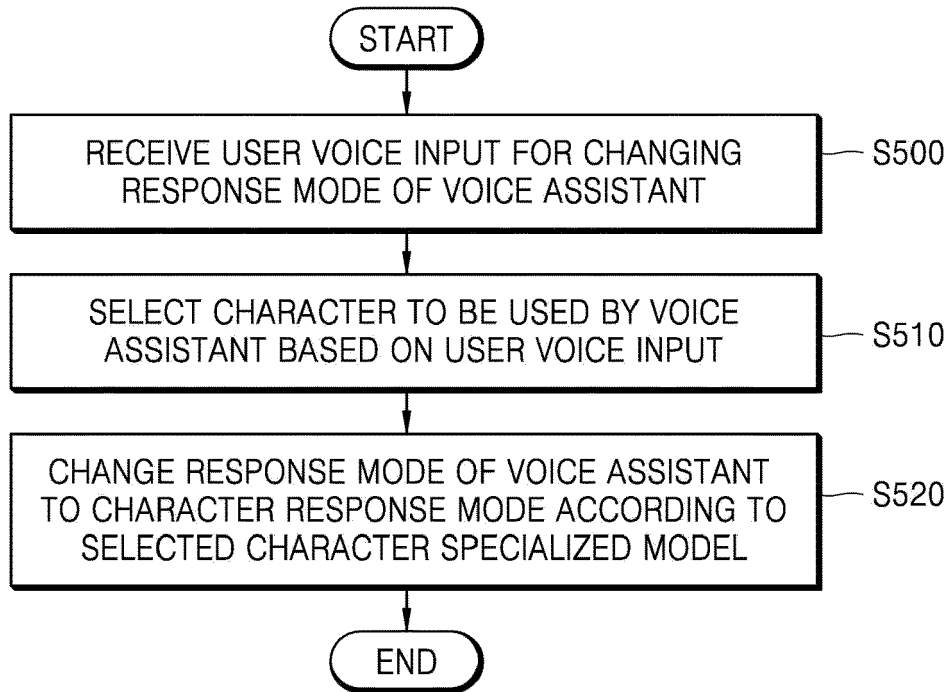 START
RECEIVE USER VOICE INPUT FOR CHANGING
RESPONSE MODE OF VOICE ASSISTANT
S500
SELECT CHARACTER TO BE USED BY VOICE
ASSISTANT BASED ON USER VOICE INPUT
S510
CHANGE RESPONSE MODE OF VOICE ASSISTANT
TO CHARACTER RESPONSE MODE ACCORDING TO
SELECTED CHARACTER SPECIALIZED MODEL
S520
END